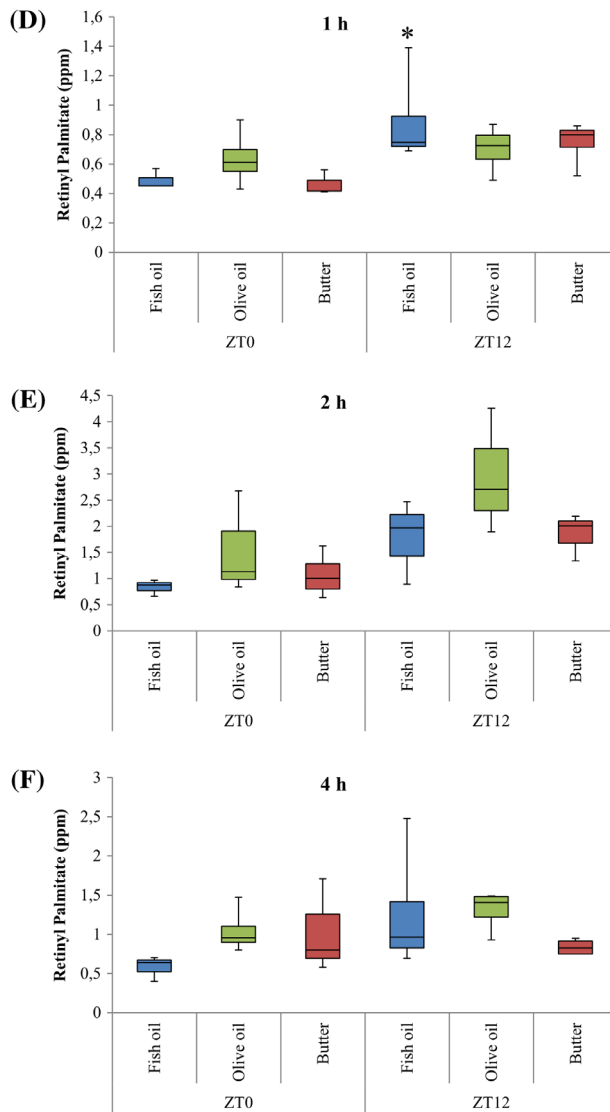 (D)
1 h
*
Retinyl Palmitate (ppm)
1,6
1,4
1,2
1
0,8
0,6
0,4
0,2
0
Fish oil
Olive oil
Butter
Fish oil
Olive oil
Butter
ZT0
ZT12
(E)
2 h
Retinyl Palmitate (ppm)
4,5
4
3,5
3
2,5
2
1,5
1
0,5
0
Fish oil
Olive oil
Butter
Fish oil
Olive oil
Butter
ZT0
ZT12
(F)
4 h
Retinyl Palmitate (ppm)
3
2,5
2
1,5
1
0,5
0
Fish oil
Olive oil
Butter
Fish oil
Olive oil
Butter
ZT0
ZT12